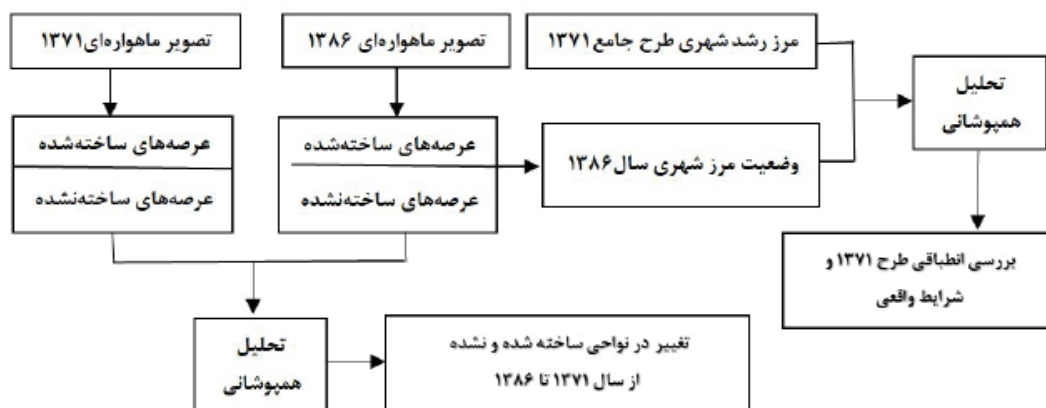 مرز رشد شهری طرح جامع ۱۳۷۱
تصویر ماهواره‌ای ۱۳۸۶
تصویر ماهواره‌ای ۱۳۷۱
تحلیل
همپوشانی
عرصه‌های ساخته‌شده
عرصه‌های ساخته‌نشده
عرصه‌های ساخته‌شده
عرصه‌های ساخته‌نشده
وضعیت مرز شهری سال ۱۳۸۶
بررسی انطباقی طرح ۱۳۷۱ و
شرایط واقعی
تحلیل
همپوشانی
تغییر در نواحی ساخته شده و نشده
از سال ۱۳۷۱ تا ۱۳۸۶